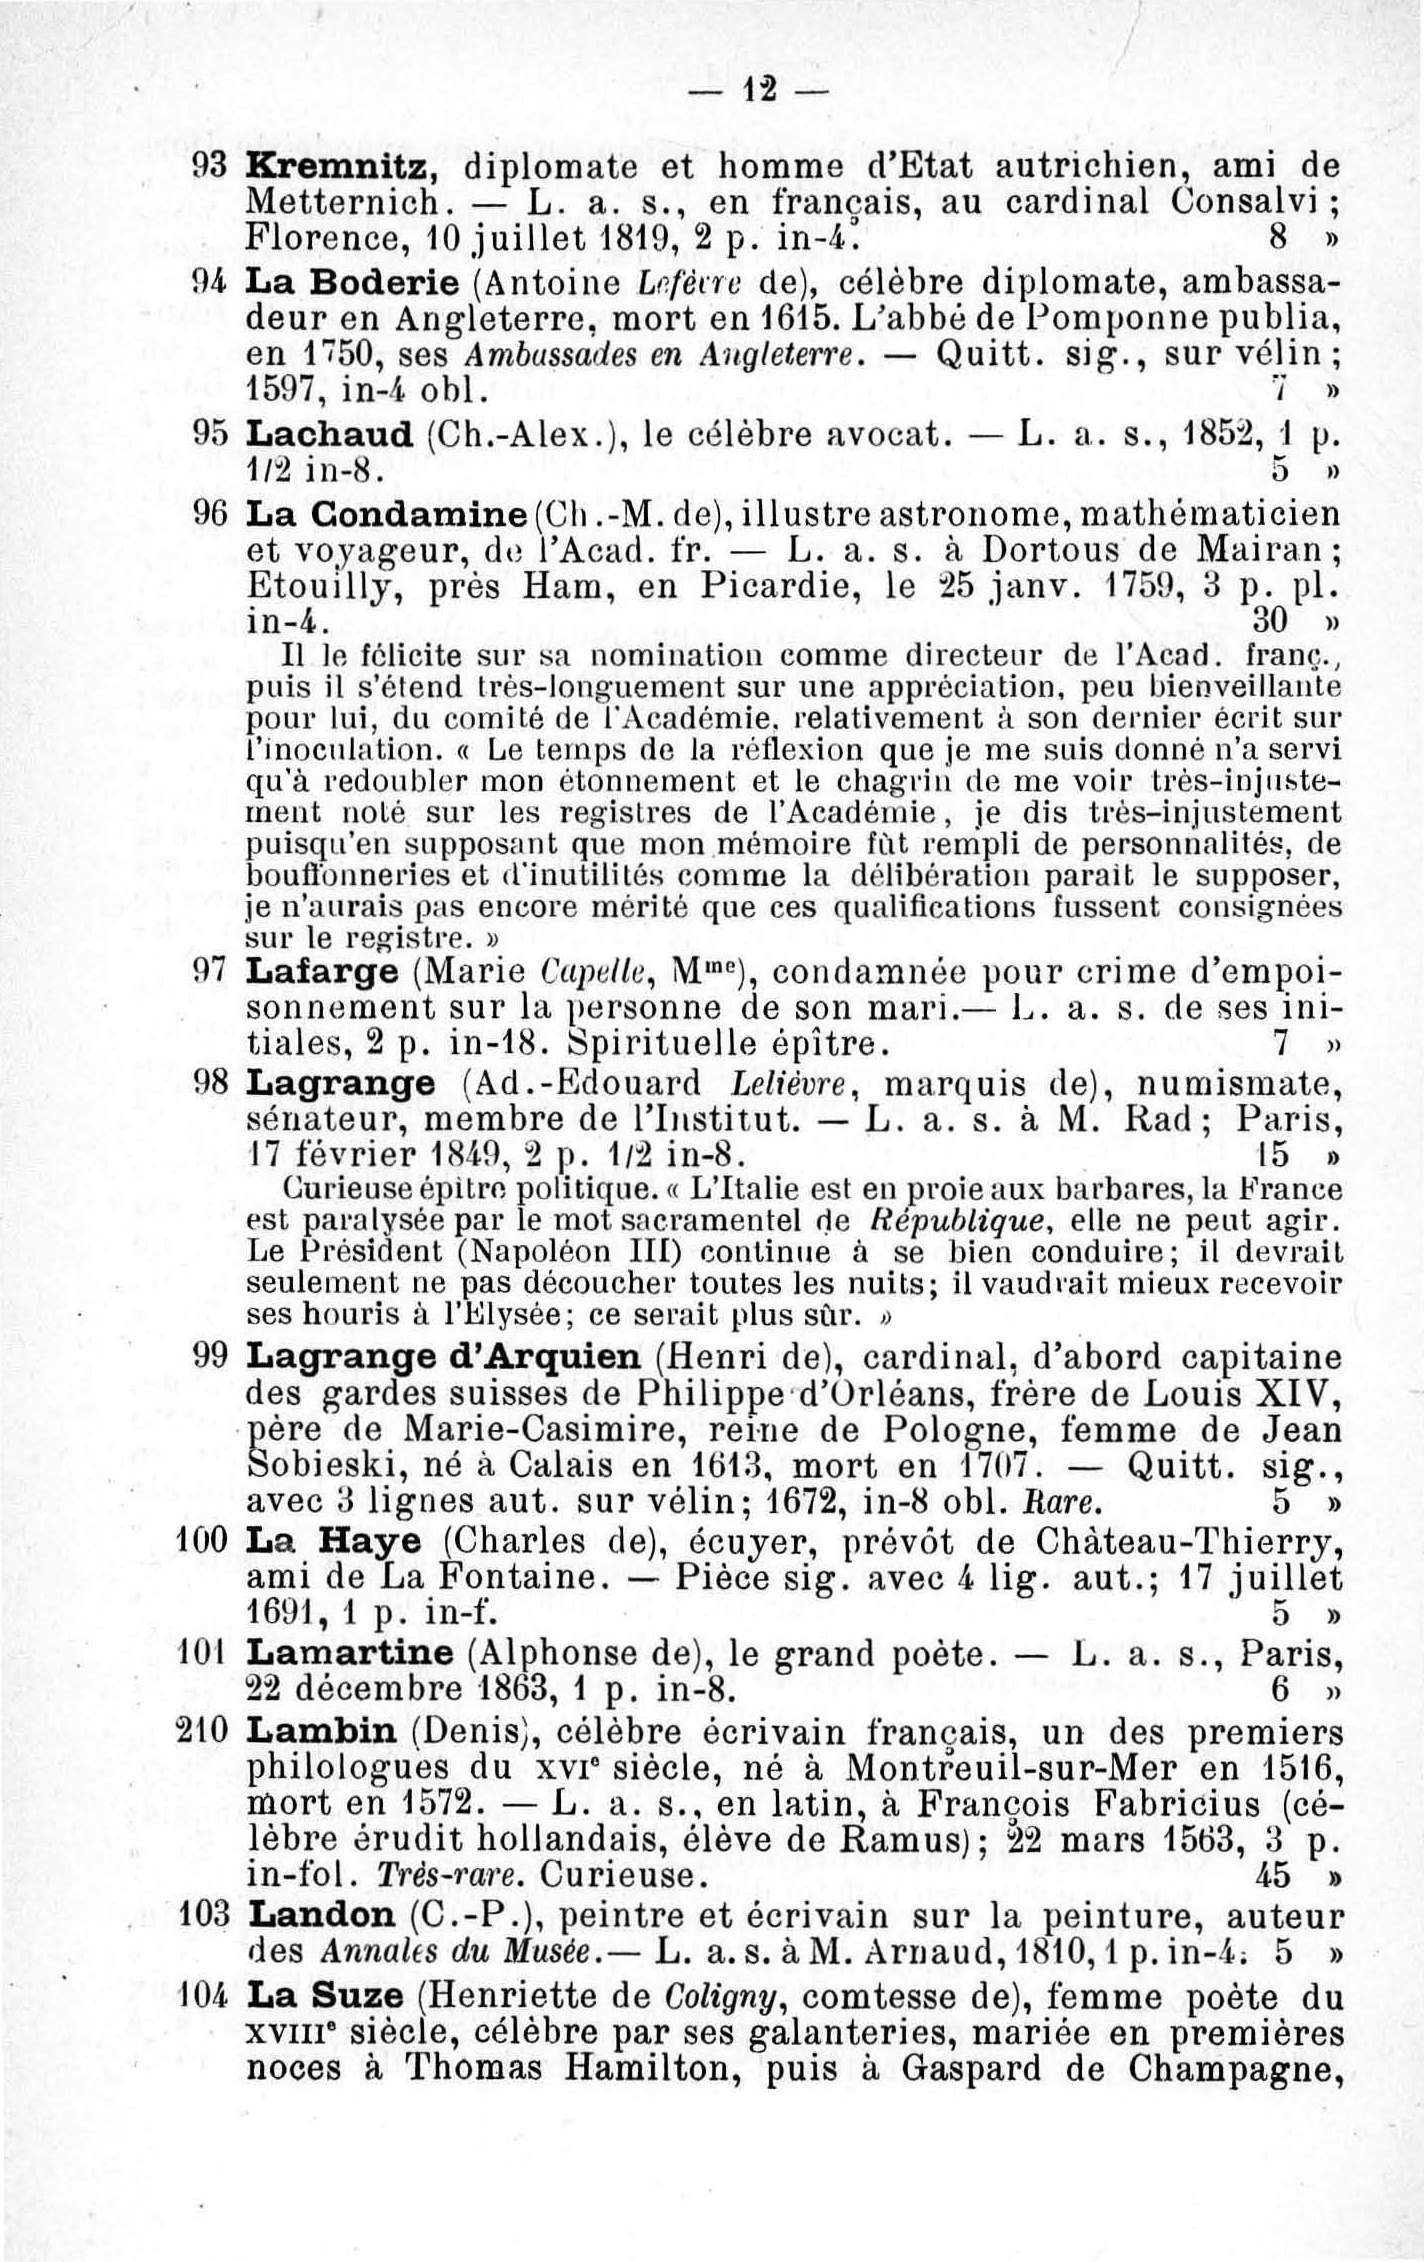 — 12 —
93 Kremnitz, diplomate et homme d'Etat autrichien, ami de
Metternich. — L. a. s., en français, au cardinal Consalvi ;
Florence, 10 juillet 1819, 2 p. in-4°. 8 »
94 La Boderie (Antoine Lefèvre de), célèbre diplomate, ambassa-
deur en Angleterre, mort en 1615. L'abbé de Pomponne publia,
en 1750, ses Ambassades en Angleterre. — Quitt. sig., sur vélin ;
1597, in-4 obl. 7 »
95 Lachaud (Ch.-Alex.), le célèbre avocat. — L. a. s., 1852, 1 p.
1/2 in-8. 5 »
96 La Condamine (Ch.-M. de), illustre astronome, mathématicien
et voyageur, de l'Acad. fr. — L. a. s. à Dortous de Mairan ;
Etouilly, près Ham, en Picardie, le 25 janv. 1759, 3 p. pl.
in-4. 30 »
Il le félicite sur sa nomination comme directeur de l'Acad. franç.,
puis il s'étend très-longuement sur une appréciation, peu bienveillante
pour lui, du comité de l'Académie, relativement à son dernier écrit sur
l'inoculation. « Le temps de la réflexion que je me suis donné n'a servi
qu'à redoubler mon étonnement et le chagrin de me voir très-injuste-
ment noté sur les registres de l'Académie, je dis très-injustement
puisqu'en supposant que mon mémoire fût rempli de personnalités, de
bouffonneries et d'inutilités comme la délibération parait le supposer,
je n'aurais pas encore mérité que ces qualifications fussent consignées
sur le registre. »
97 Lafarge (Marie Capelle, Mme), condamnée pour crime d'empoi-
sonnement sur la personne de son mari.— L. a. s. de ses ini-
tiales, 2 p. in-18. Spirituelle épître. 7 »
98 Lagrange (Ad.-Edouard Lelièvre, marquis de), numismate,
sénateur, membre de l'Institut. — L. a. s. à M. Rad ; Paris,
17 février 1849, 2 p. 1/2 in-8. 15 »
Curieuse épitre politique. « L'Italie est en proie aux barbares, la France
est paralysée par le mot sacramentel de République, elle ne peut agir.
Le Président (Napoléon III) continue à se bien conduire ; il devrait
seulement ne pas découcher toutes les nuits ; il vaudrait mieux recevoir
ses houris à l'Elysée ; ce serait plus sûr. »
99 Lagrange d'Arquien (Henri de), cardinal, d'abord capitaine
des gardes suisses de Philippe d'Orléans, frère de Louis XIV,
père de Marie-Casimire, reine de Pologne, femme de Jean
Sobieski, né à Calais en 1613, mort en 1707. — Quitt. sig.,
avec 3 lignes aut. sur vélin ; 1672, in-8 obl. Rare. 5 »
100 La Haye (Charles de), écuyer, prévôt de Château-Thierry,
ami de La Fontaine. — Pièce sig. avec 4 lig. aut. ; 17 juillet
1691, 1 p. in-f. 5 »
101 Lamartine (Alphonse de), le grand poète. — L. a. s., Paris,
22 décembre 1863, 1 p. in-8. 6 »
210 Lambin (Denis), célèbre écrivain français, un des premiers
philologues du XVIe siècle, né à Montreuil-sur-Mer en 1516,
mort en 1572. — L. a. s., en latin, à François Fabricius (cé-
lèbre érudit hollandais, élève de Ramus) ; 22 mars 1563, 3 p.
in-fol. Très-rare. Curieuse. 45 »
103 Landon (C.-P.), peintre et écrivain sur la peinture, auteur
des Annales du Musée.— L. a. s. à M. Arnaud, 1810, 1 p. in-4. 5 »
104 La Suze (Henriette de Coligny, comtesse de), femme poète du
XVIIIe siècle, célèbre par ses galanteries, mariée en premières
noces à Thomas Hamilton, puis à Gaspard de Champagne,